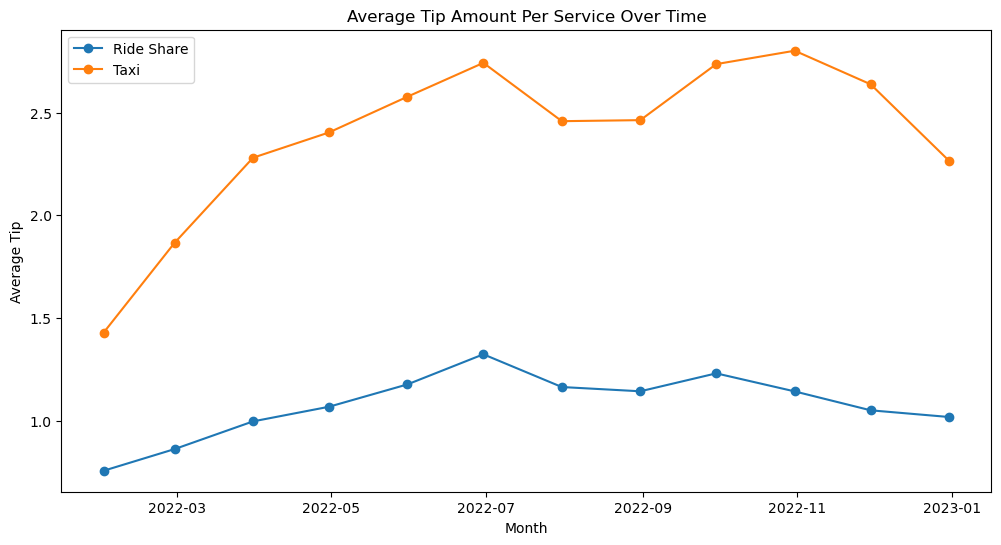 Average Tip Amount Per Service Over Time
Ride Share
Taxi
Average Tip
2.5
2.0
1.5
1.0
2022-03 2022-05 2022-07 2022-09 2022-11 2023-01
Month